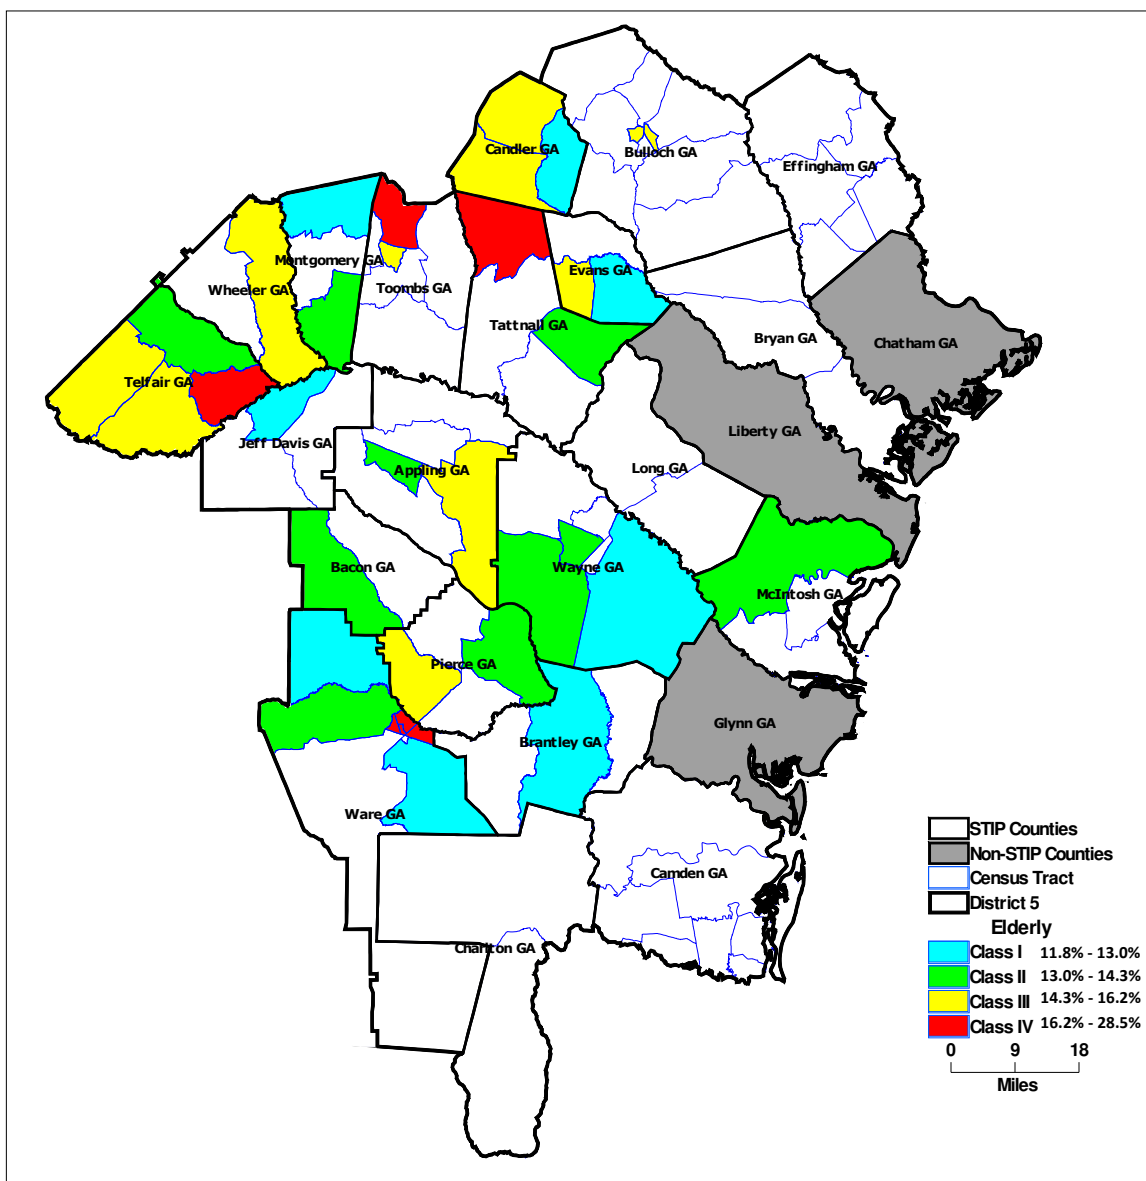 Candler GA
Bulloch GA
Effingham GA
Montgomery GA
Evans GA
Wheeler GA
Toombs GA
Tattnall GA
Bryan GA
Chatham GA
Telfair GA
Jeff Davis GA
Liberty GA
Appling GA
Long GA
Bacon GA
Wayne GA
McIntosh GA
Pierce GA
Glynn GA
Brantley GA
Ware GA
Camden GA
Charlton GA
STIP Counties
Non-STIP Counties
Census Tract
District 5
Elderly
Class I 11.8% - 13.0%
Class II 13.0% - 14.3%
Class III 14.3% - 16.2%
Class IV 16.2% - 28.5%
0 9 18
Miles